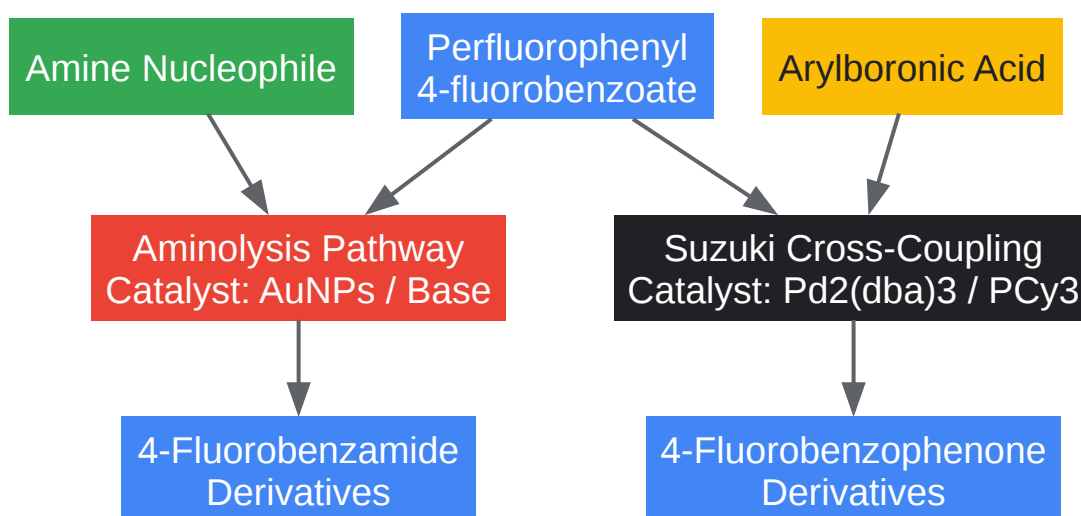 Amine Nucleophile
Perfluorophenyl
4-fluorobenzoate
Arylboronic Acid
Aminolysis Pathway
Catalyst: AuNPs / Base
Suzuki Cross-Coupling
Catalyst: Pd2(dba)3 / PCy3
4-Fluorobenzamide
Derivatives
4-Fluorobenzophenone
Derivatives